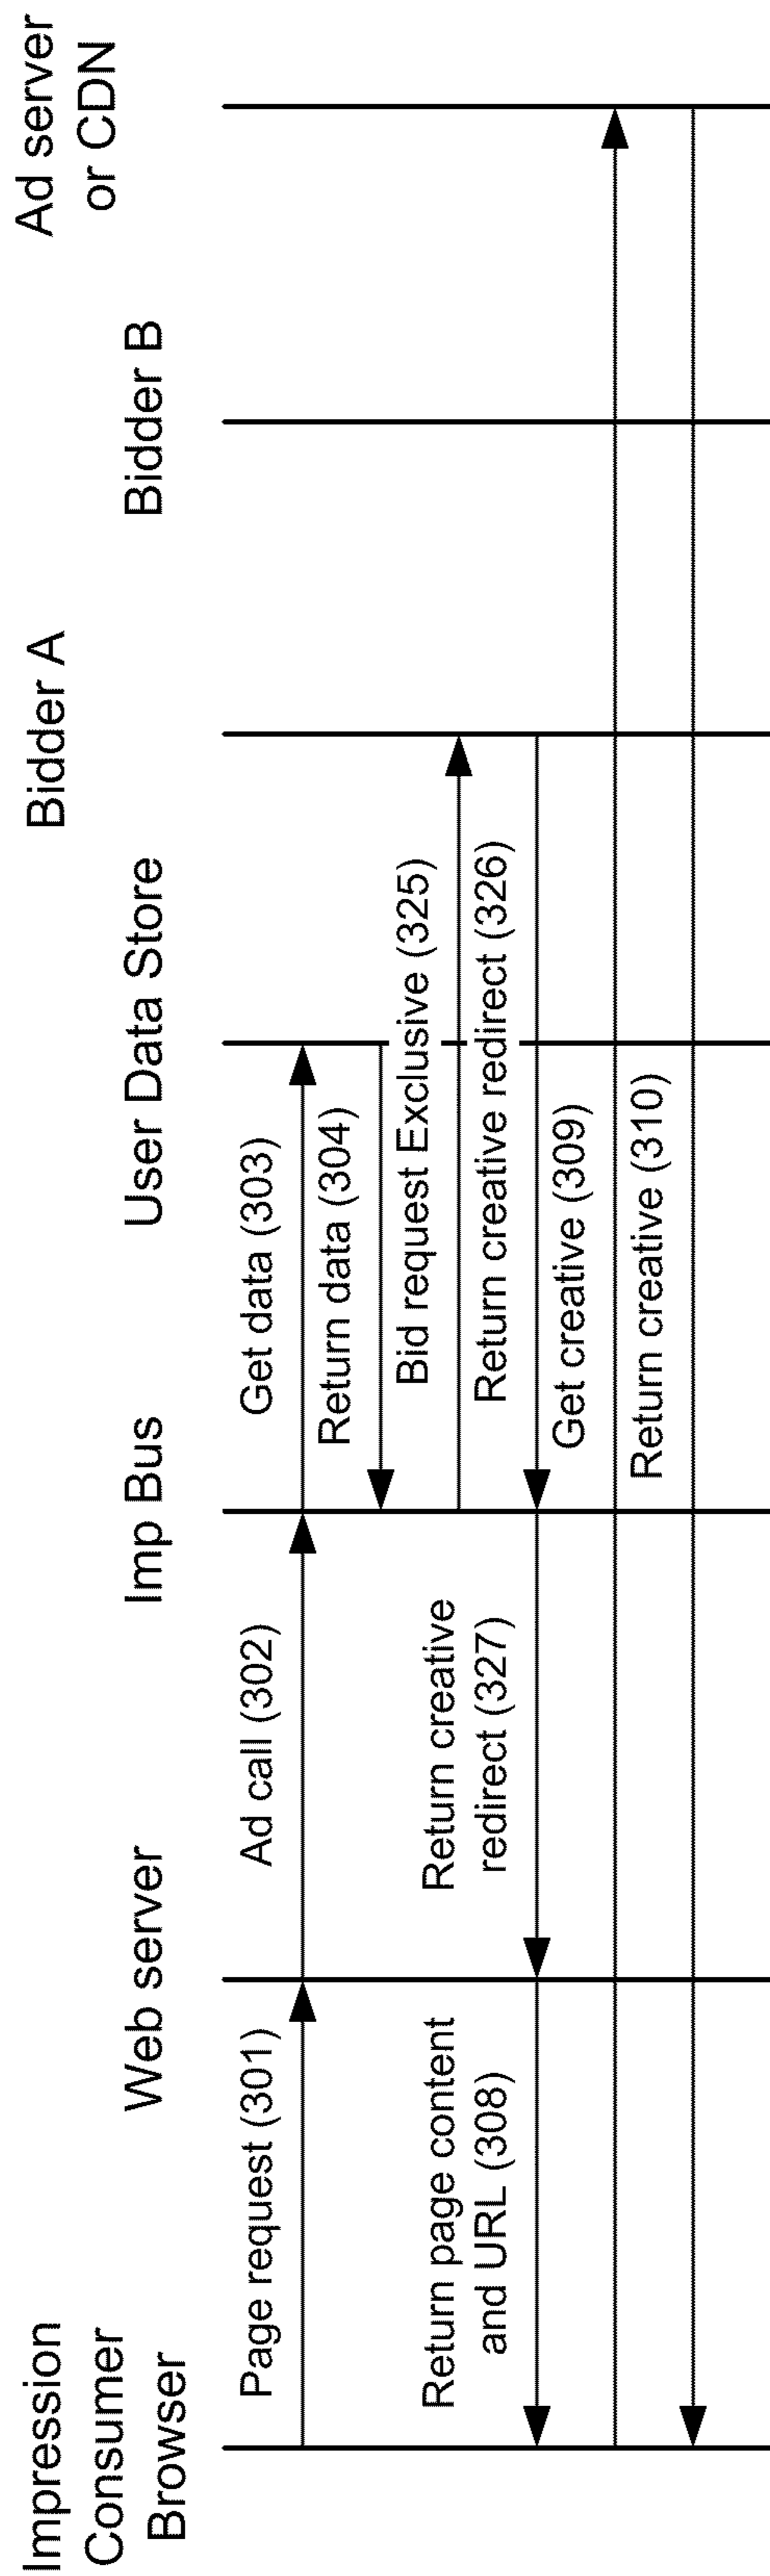 Impression
Consumer
Browser
Web server
Imp Bus
User Data Store
Bidder A
Bidder B
Ad server
or CDN
Page request (301)
Ad call (302)
Get data (303)
Return data (304)
Bid request Exclusive (325)
Return creative redirect (326)
Return creative
redirect (327)
Return page content
and URL (308)
Get creative (309)
Return creative (310)